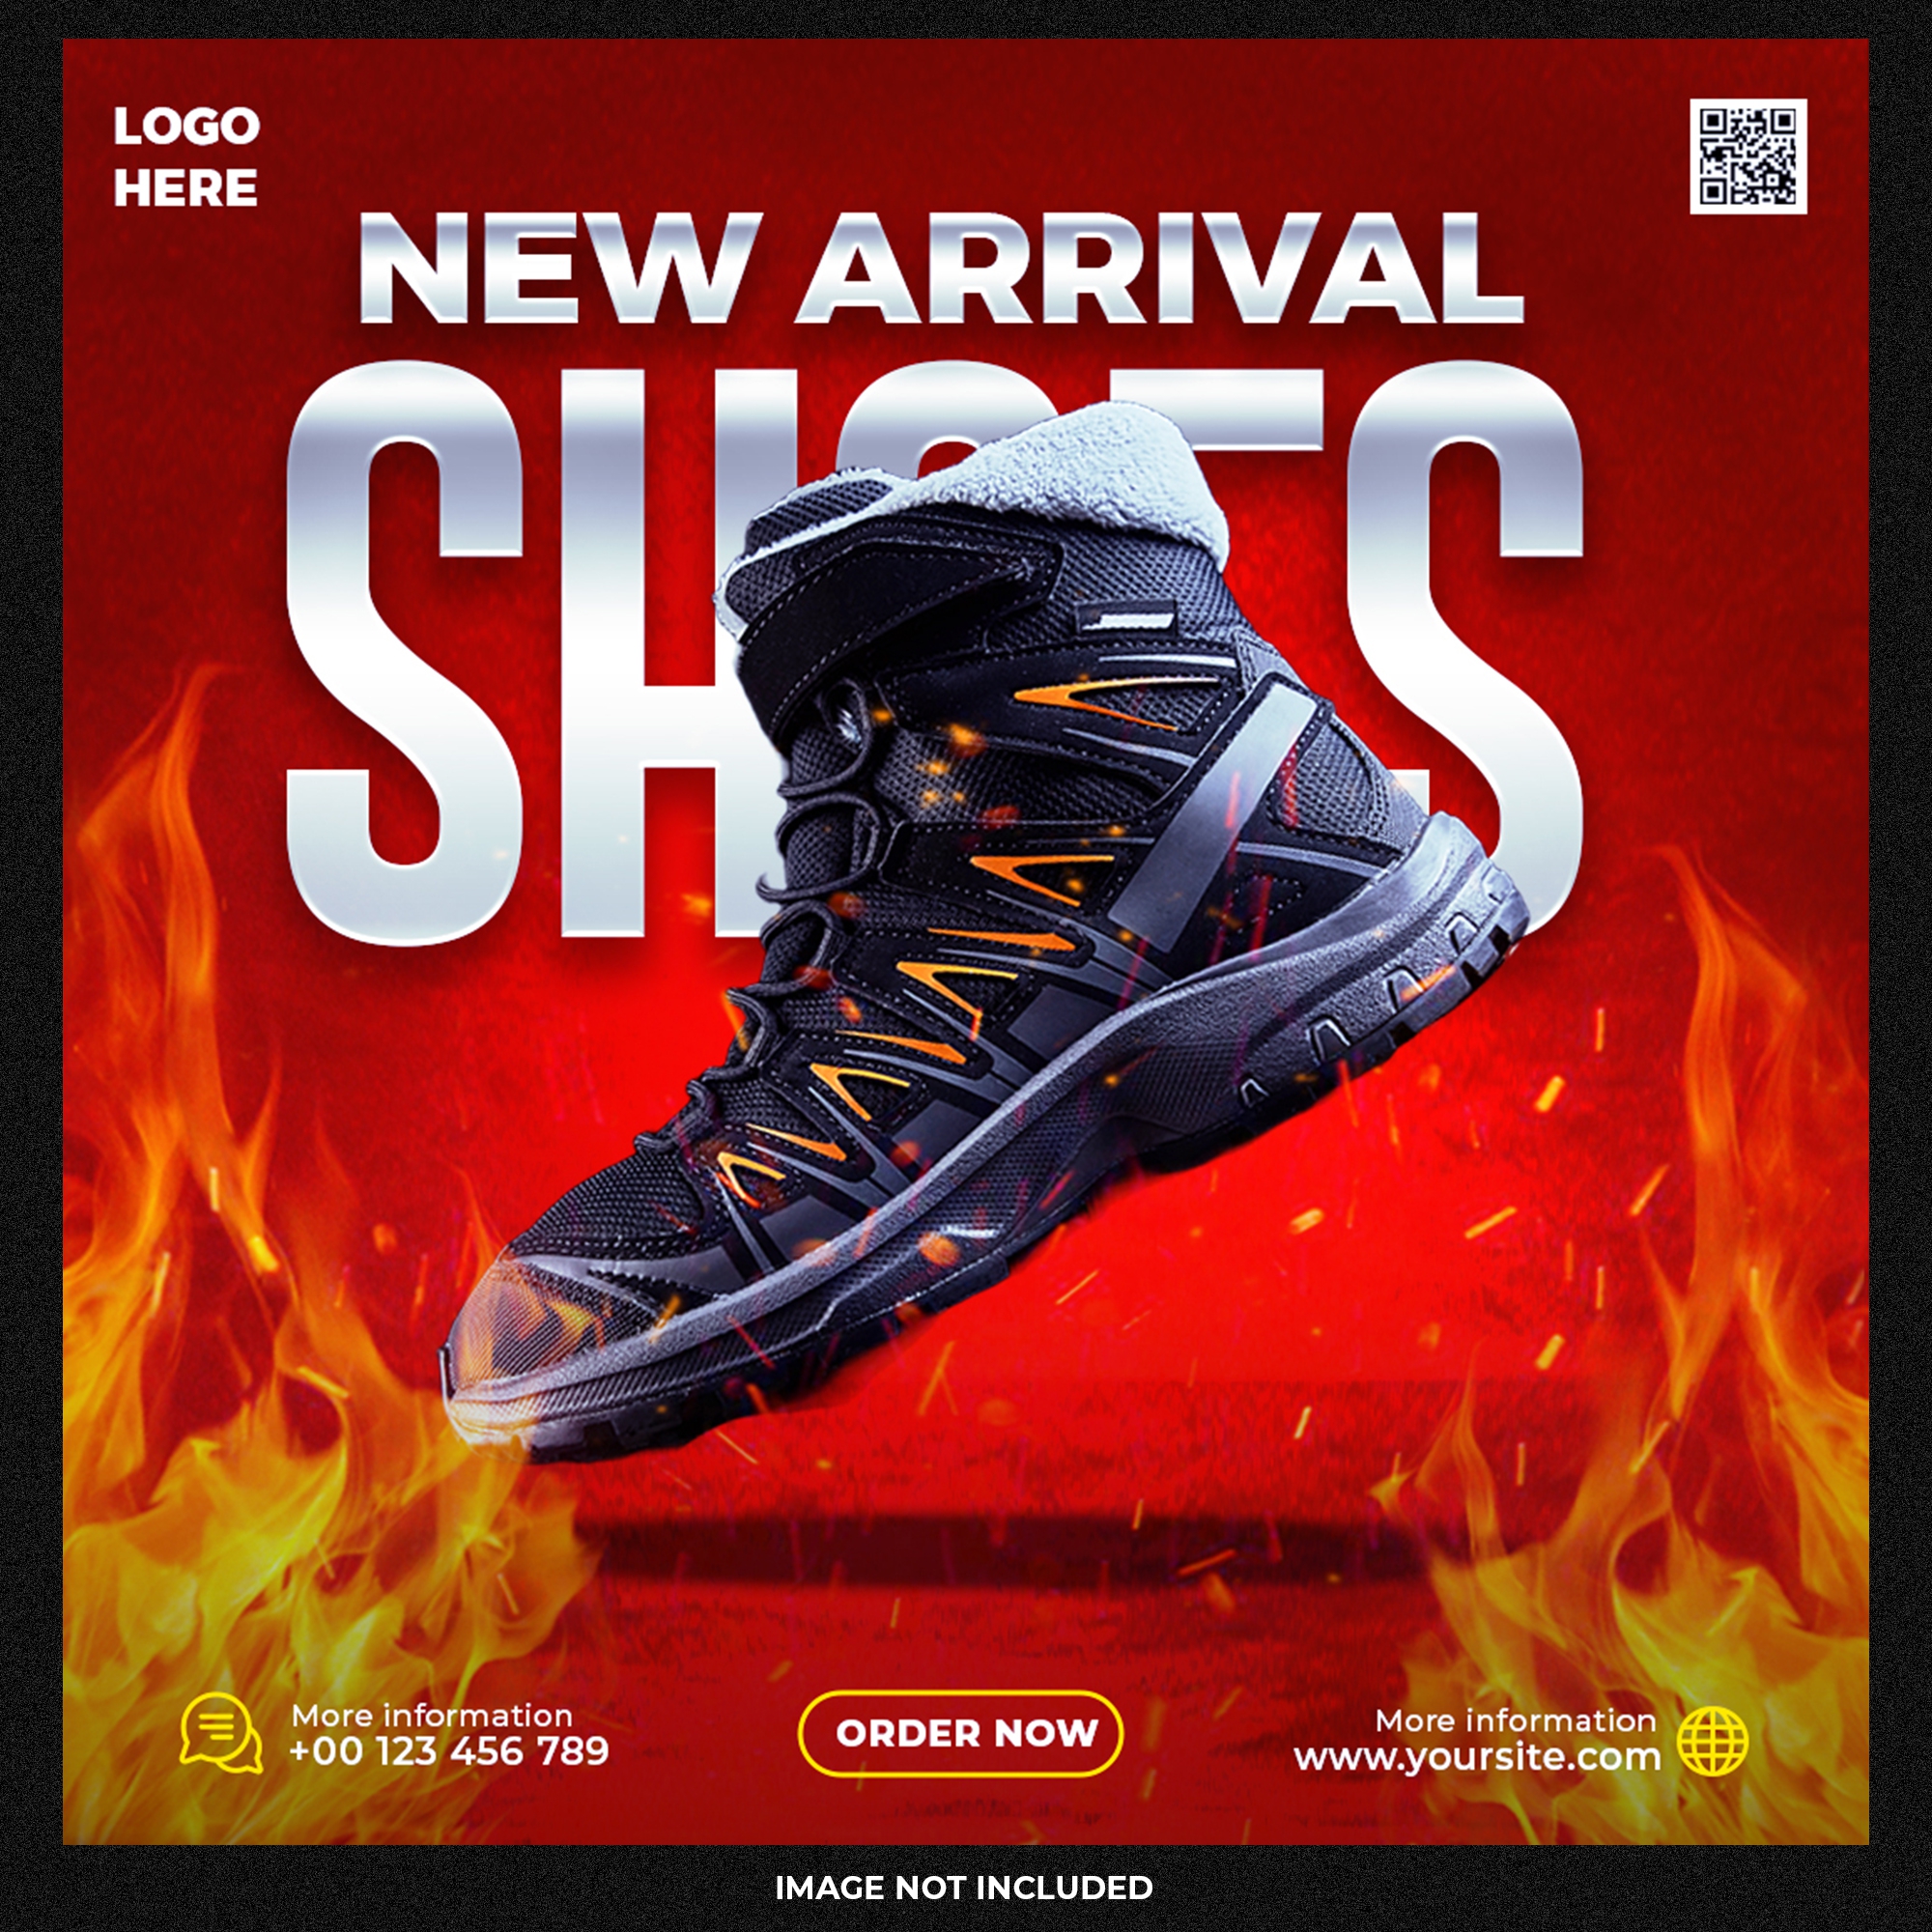 LOGO
HERE
NEW ARRIVAL
SHOES
More information
+00 123 456 789
ORDER NOW
More information
www.yoursite.com
IMAGE NOT INCLUDED